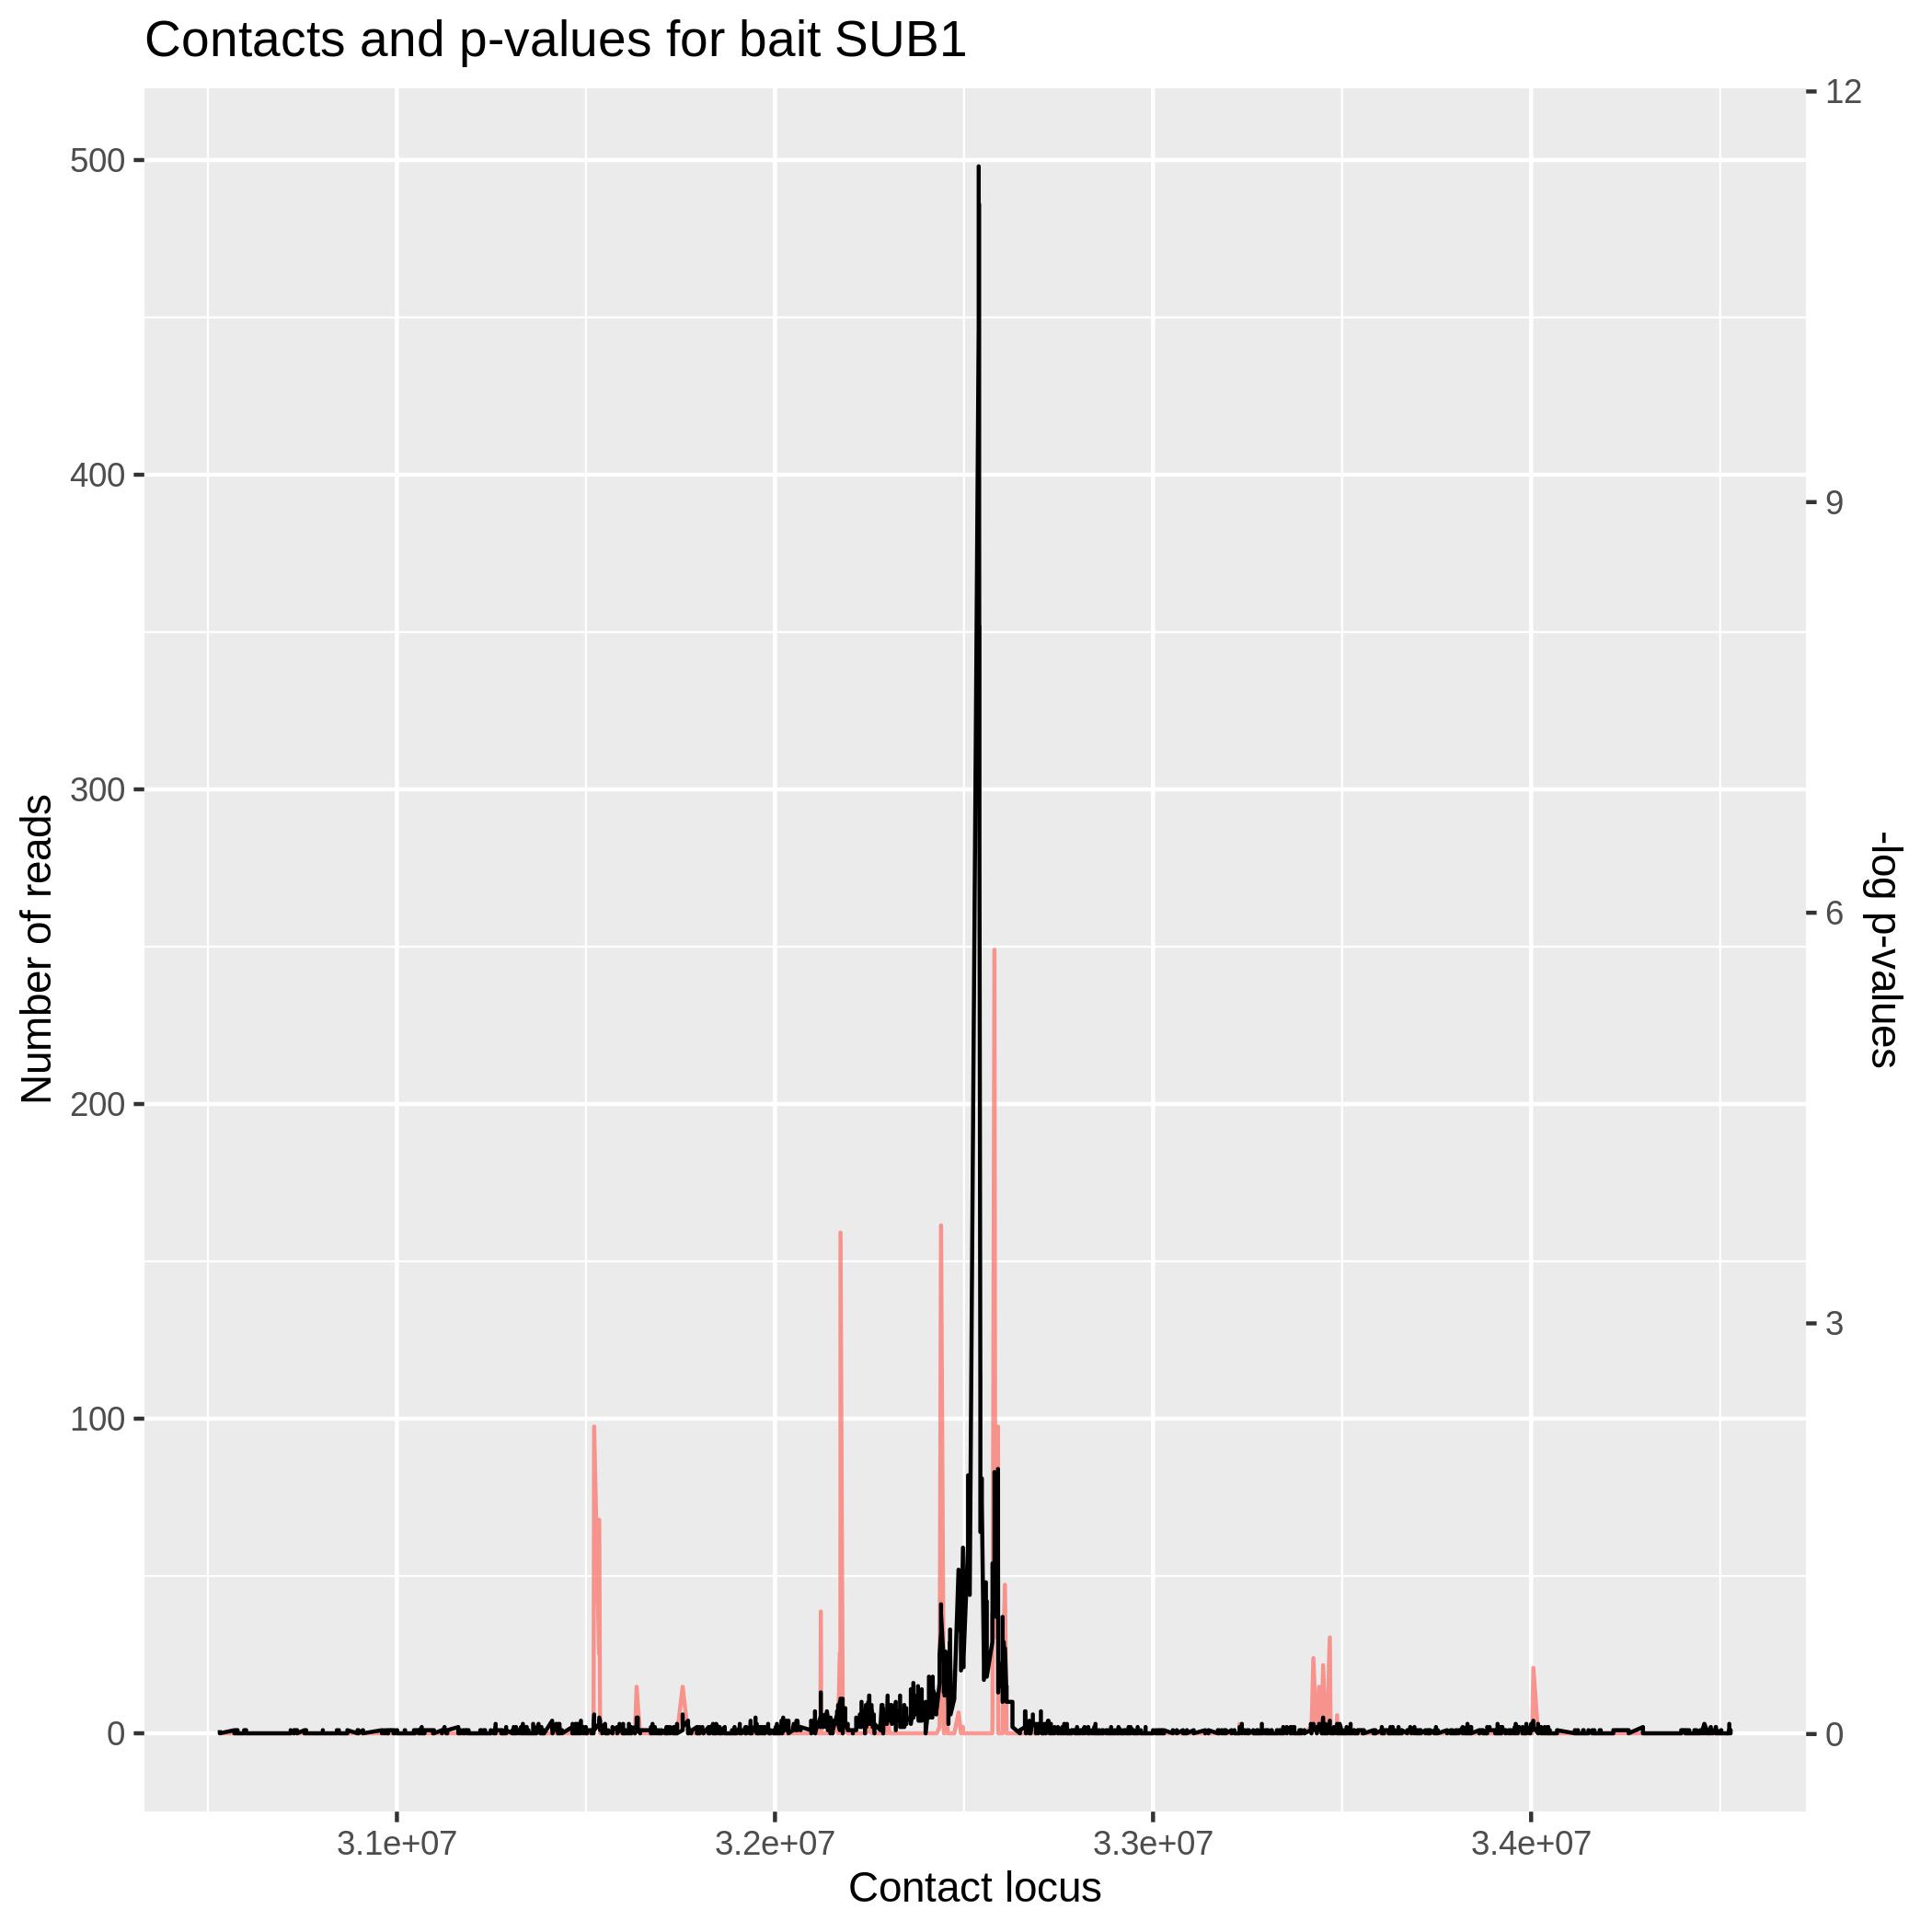 Contacts and p-values for bait SUB1
12
500
9
400
300
6
200
3
100
0
0
Number of reads
-log p-values
3.1e+07
3.2e+07
3.3e+07
3.4e+07
Contact locus